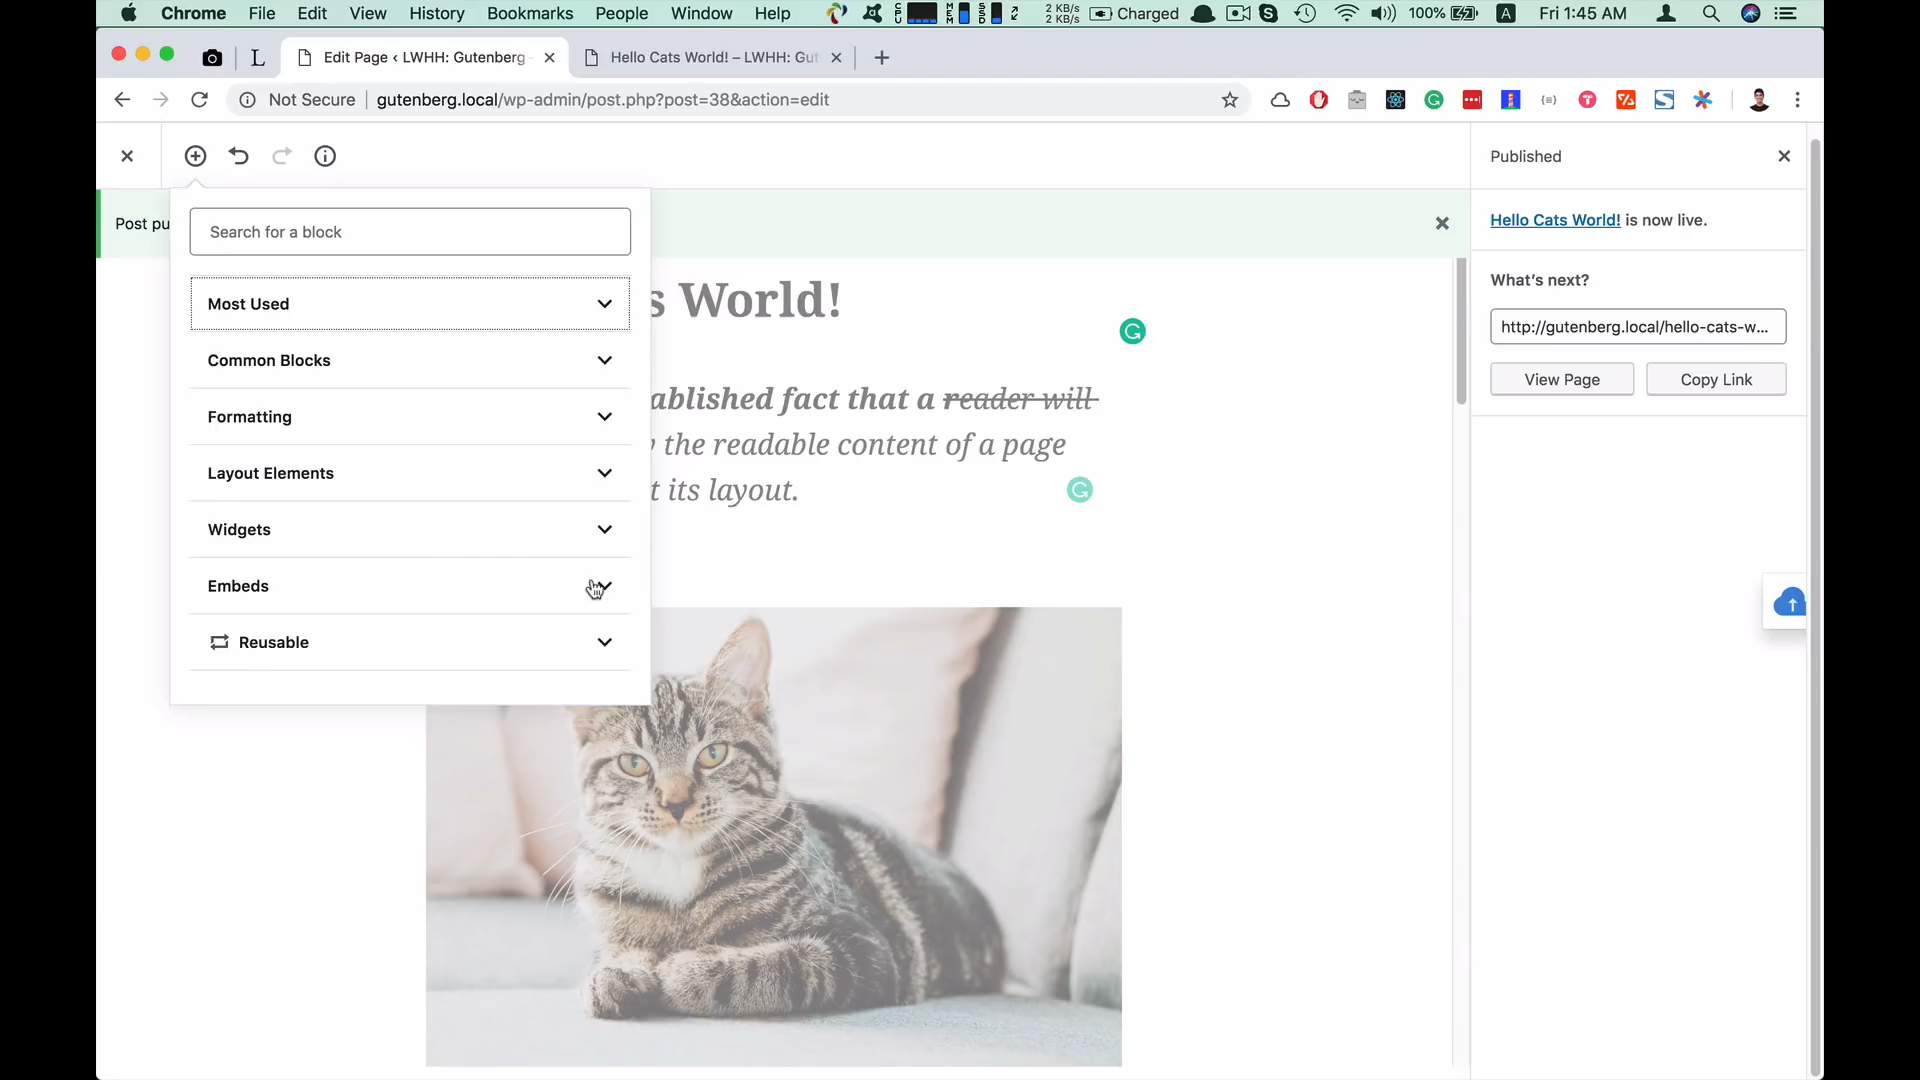 Chrome File Edit View History Bookmarks People Window Help
CPU MEM SSD 2 KB/s 2 KB/s Charged 100% A Fri 1:45 AM
L Edit Page ‹ LWHH: Gutenberg Hello Cats World! – LWHH: Gut
Not Secure gutenberg.local/wp-admin/post.php?post=38&action=edit
Published
Post pu
Search for a block
Hello Cats World! is now live.
Most Used
s World!
What's next?
http://gutenberg.local/hello-cats-w...
Common Blocks
View Page Copy Link
ablished fact that a reader will
Formatting
the readable content of a page
Layout Elements
t its layout.
Widgets
Embeds
Reusable